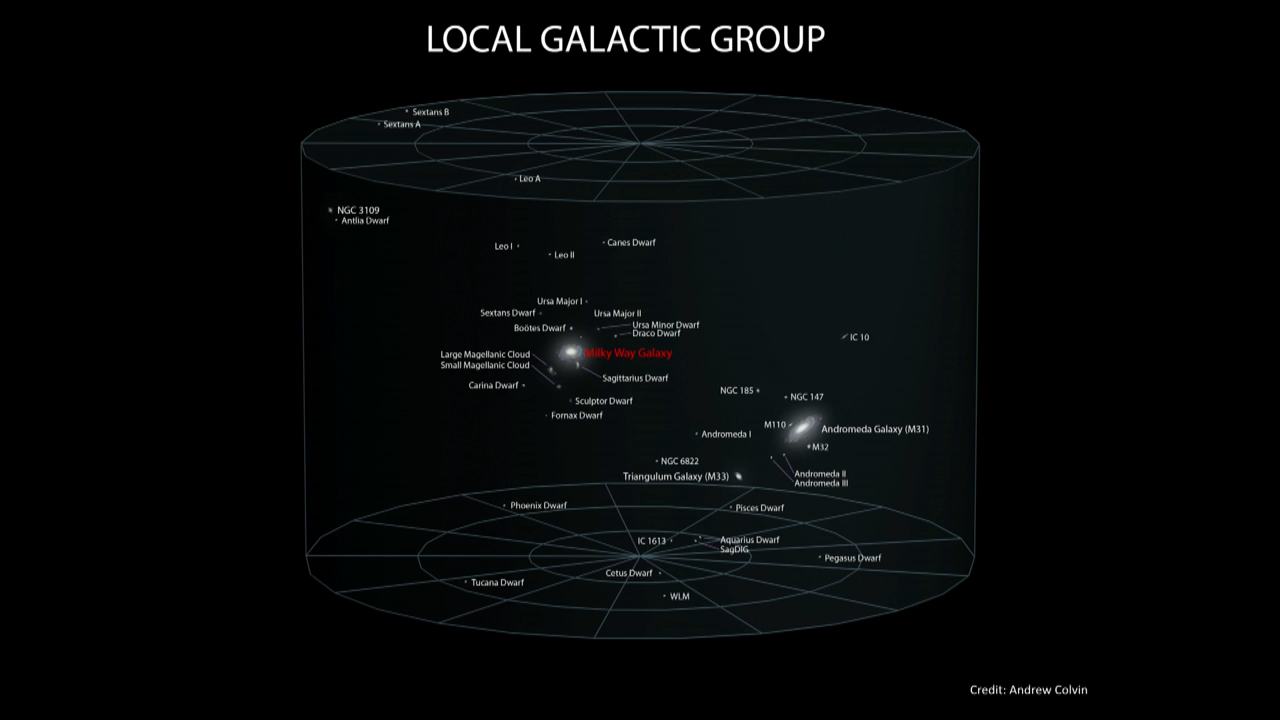 LOCAL GALACTIC GROUP
Sextans B
Sextans A
Leo A
NGC 3109
Antlia Dwarf
Canes Dwarf
Leo I
Leo II
Ursa Major I
Sextans Dwarf
Ursa Major II
Ursa Minor Dwarf
Boötes Dwarf
Draco Dwarf
IC 10
Milky Way Galaxy
Large Magellanic Cloud
Small Magellanic Cloud
Sagittarius Dwarf
Carina Dwarf
NGC 185
NGC 147
Sculptor Dwarf
Fornax Dwarf
M110
Andromeda Galaxy (M31)
Andromeda I
M32
NGC 6822
Andromeda II
Triangulum Galaxy (M33)
Andromeda III
Phoenix Dwarf
Pisces Dwarf
IC 1613
Aquarius Dwarf
SagDIG
Pegasus Dwarf
Cetus Dwarf
Tucana Dwarf
WLM
Credit: Andrew Colvin